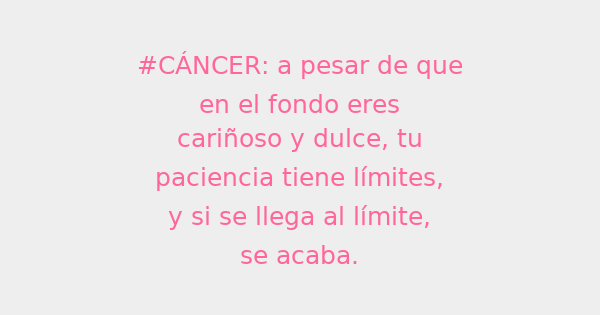 #CÁNCER: a pesar de que
en el fondo eres
cariñoso y dulce, tu
paciencia tiene límites,
y si se llega al límite,
se acaba.